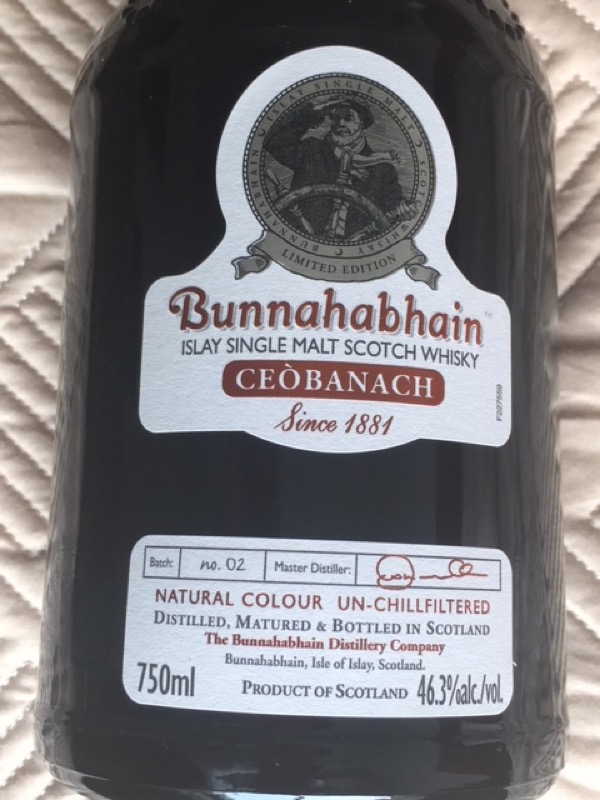 BUNNAHABHAIN ISLAY SINGLE MALT SCOTCH WHISKY
LIMITED EDITION
Bunnahabhain™
ISLAY SINGLE MALT SCOTCH WHISKY
CEÒBANACH
Since 1881
F227559
Batch: no. 02 Master Distiller:
NATURAL COLOUR UN-CHILLFILTERED
DISTILLED, MATURED & BOTTLED IN SCOTLAND
The Bunnahabhain Distillery Company
Bunnahabhain, Isle of Islay, Scotland.
750ml PRODUCT OF SCOTLAND 46.3%alc./vol.